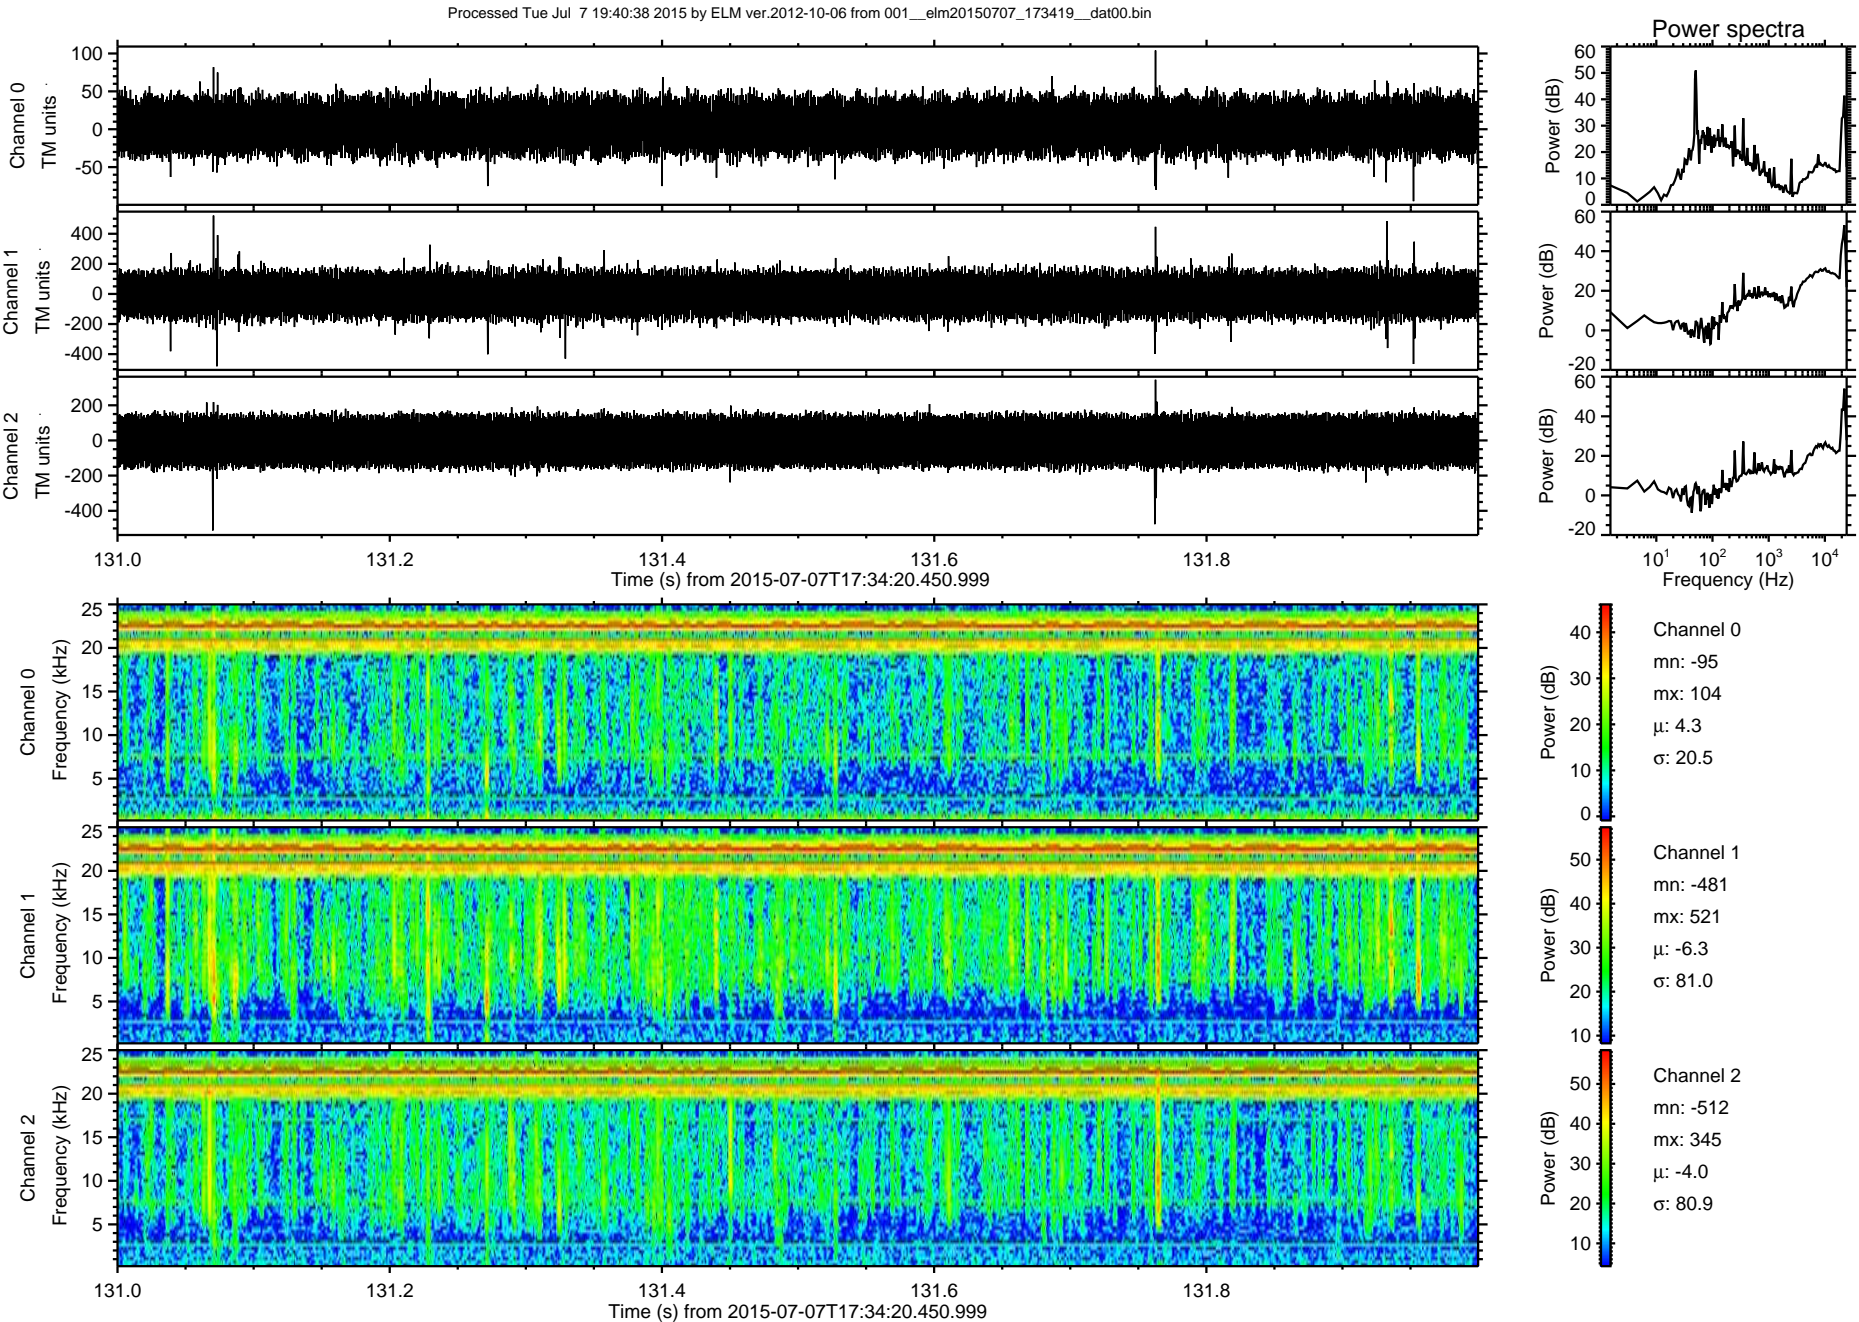 Processed Tue Jul 7 19:40:38 2015 by ELM ver.2012-10-06 from 001__elm20150707_173419__dat00.bin
Power spectra
Channel 0
TM units
100
50
0
-50
Power (dB)
60
50
40
30
20
10
0
Channel 1
TM units
400
200
0
-200
-400
Power (dB)
60
40
20
0
-20
Channel 2
TM units
200
0
-200
-400
Power (dB)
60
40
20
0
-20
131.0 131.2 131.4 131.6 131.8
Time (s) from 2015-07-07T17:34:20.450.999
10^1 10^2 10^3 10^4
Frequency (Hz)
Channel 0
Frequency (kHz)
25
20
15
10
5
Power (dB)
40
30
20
10
0
Channel 0
mn: -95
mx: 104
μ: 4.3
σ: 20.5
Channel 1
Frequency (kHz)
25
20
15
10
5
Power (dB)
50
40
30
20
10
Channel 1
mn: -481
mx: 521
μ: -6.3
σ: 81.0
Channel 2
Frequency (kHz)
25
20
15
10
5
Power (dB)
50
40
30
20
10
Channel 2
mn: -512
mx: 345
μ: -4.0
σ: 80.9
131.0 131.2 131.4 131.6 131.8
Time (s) from 2015-07-07T17:34:20.450.999